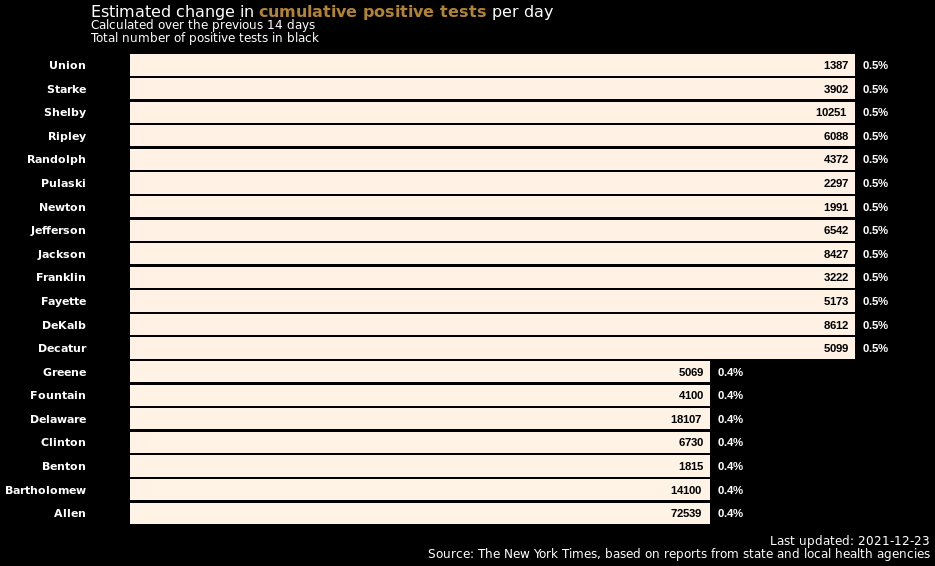 Estimated change in cumulative positive tests per day
Calculated over the previous 14 days
Total number of positive tests in black
Union 1387 0.5%
Starke 3902 0.5%
Shelby 10251 0.5%
Ripley 6088 0.5%
Randolph 4372 0.5%
Pulaski 2297 0.5%
Newton 1991 0.5%
Jefferson 6542 0.5%
Jackson 8427 0.5%
Franklin 3222 0.5%
Fayette 5173 0.5%
DeKalb 8612 0.5%
Decatur 5099 0.5%
Greene 5069 0.4%
Fountain 4100 0.4%
Delaware 18107 0.4%
Clinton 6730 0.4%
Benton 1815 0.4%
Bartholomew 14100 0.4%
Allen 72539 0.4%
Last updated: 2021-12-23
Source: The New York Times, based on reports from state and local health agencies